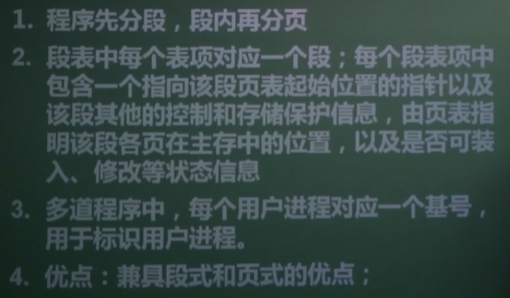 1. 程序先分段，段内再分页
2. 段表中每个表项对应一个段；每个段表项中
包含一个指向该段页表起始位置的指针以及
该段其他的控制和存储保护信息，由页表指
明该段各页在主存中的位置，以及是否可装
入、修改等状态信息
3. 多道程序中，每个用户进程对应一个基号，
用于标识用户进程。
4. 优点：兼具段式和页式的优点；